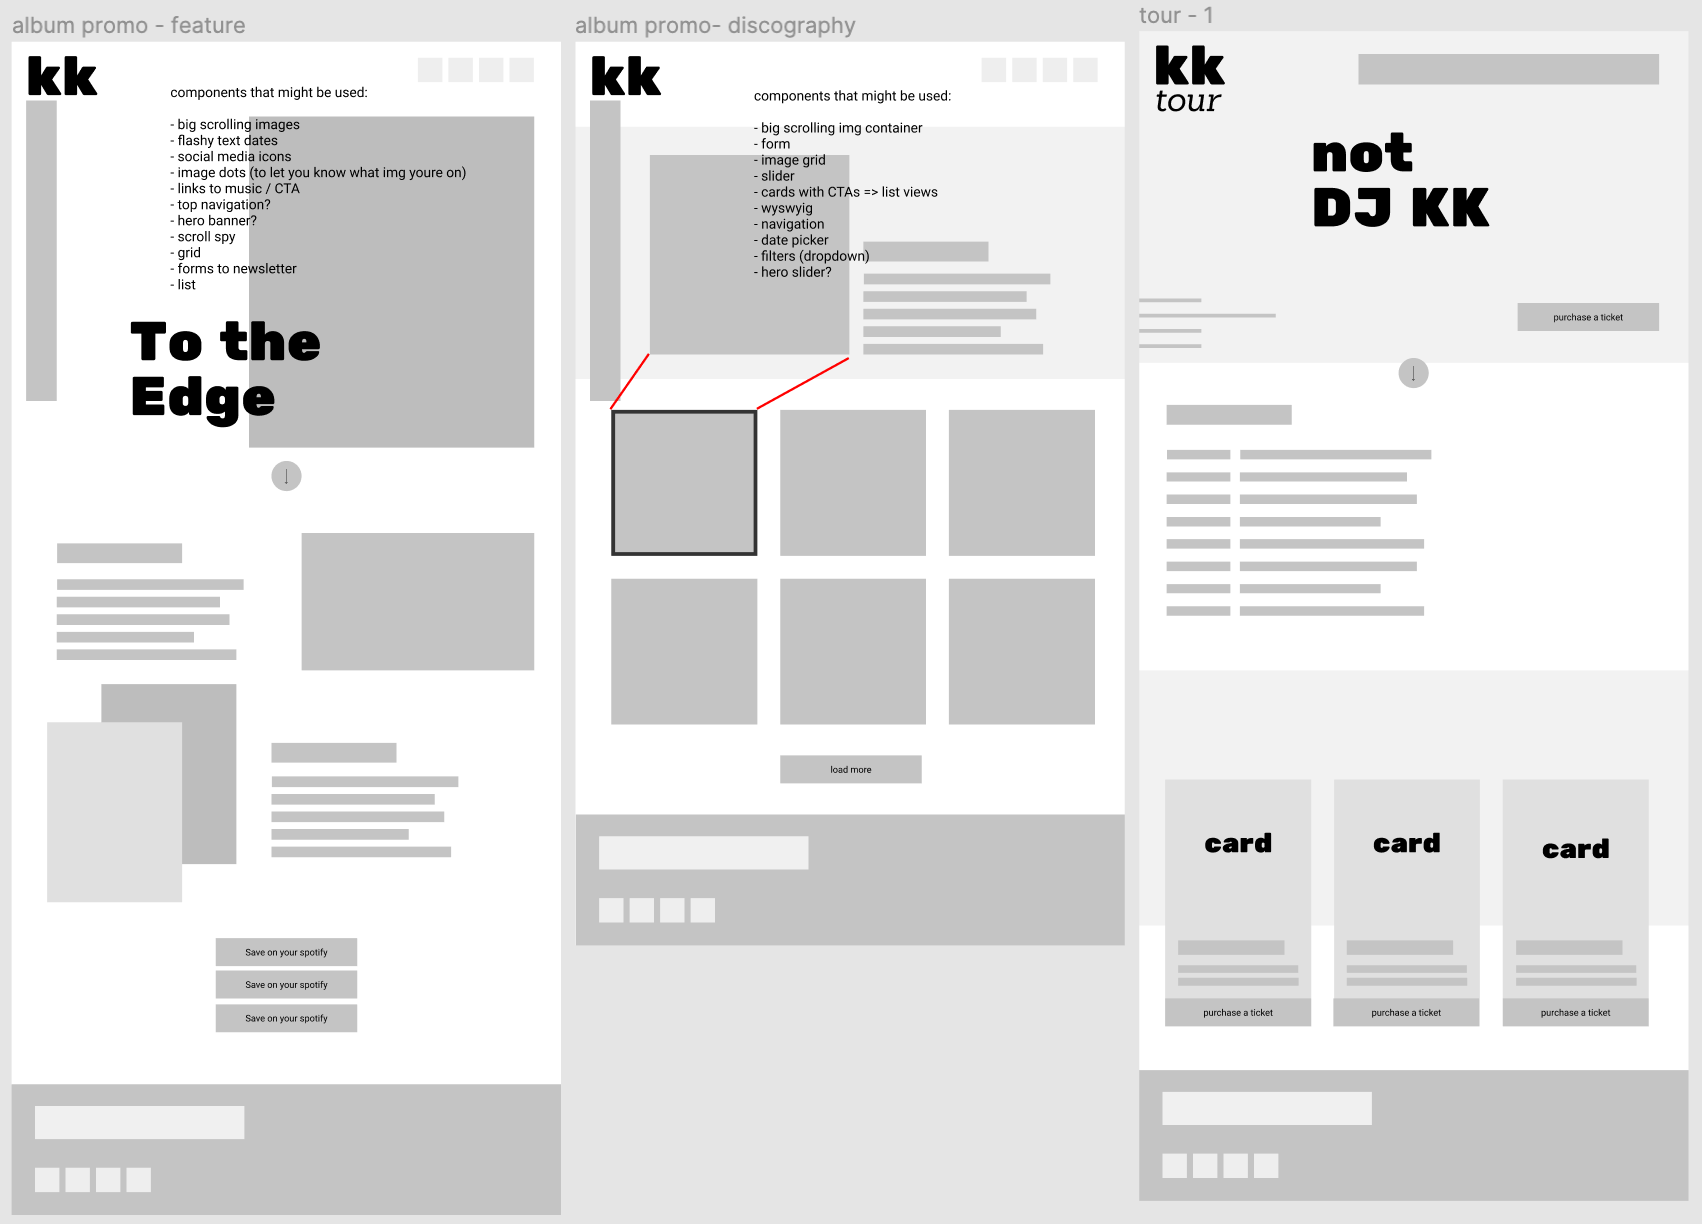 album promo - feature
kk
components that might be used:
- big scrolling images
- flashy text dates
- social media icons
- image dots (to let you know what img youre on)
- links to music / CTA
- top navigation?
- hero banner?
- scroll spy
- grid
- forms to newsletter
- list
To the
Edge
↓
Save on your spotify
Save on your spotify
Save on your spotify
album promo- discography
kk
components that might be used:
- big scrolling img container
- form
- image grid
- slider
- cards with CTAs => list views
- wyswyig
- navigation
- date picker
- filters (dropdown)
- hero slider?
load more
tour - 1
kk
tour
not
DJ KK
purchase a ticket
↓
card
card
card
purchase a ticket
purchase a ticket
purchase a ticket